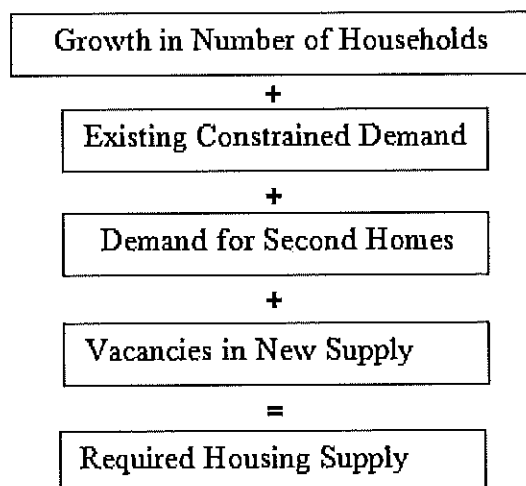 Growth in Number of Households
+
Existing Constrained Demand
+
Demand for Second Homes
+
Vacancies in New Supply
=
Required Housing Supply